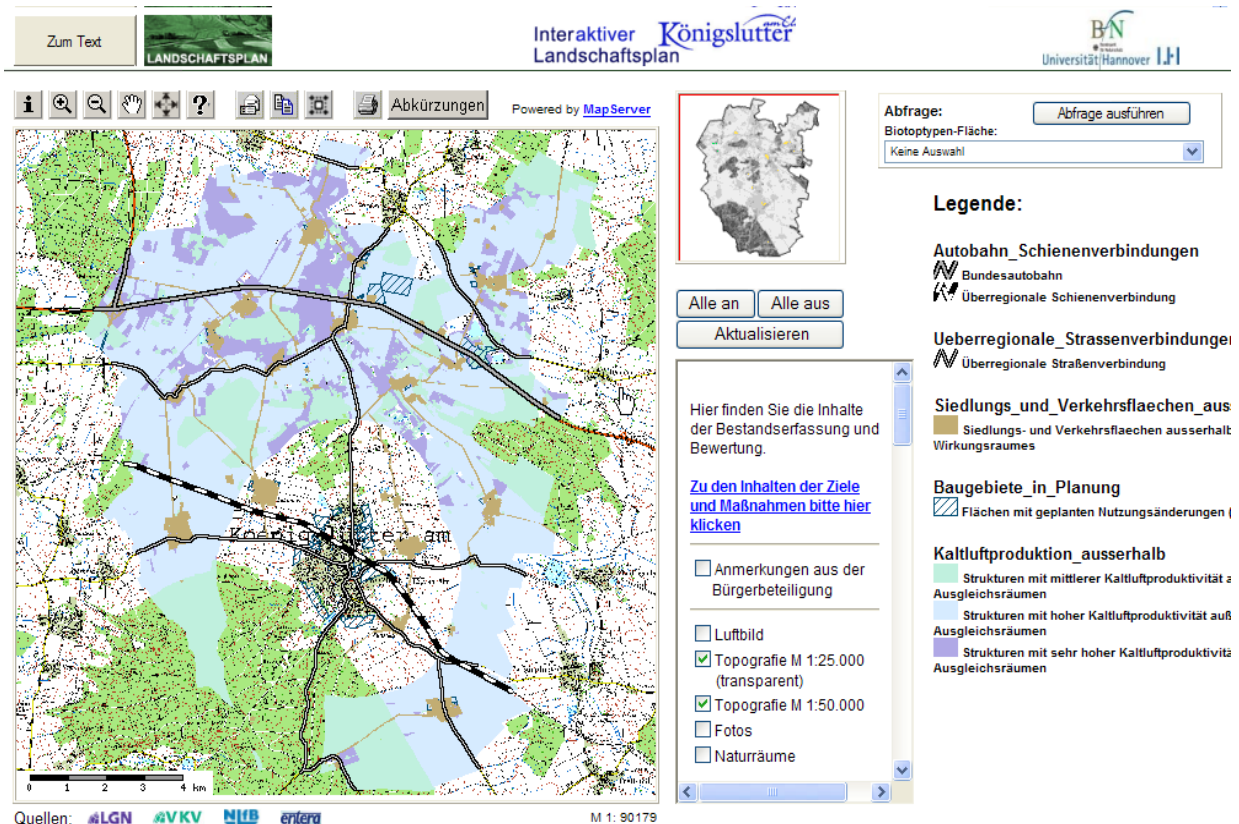 Zum Text
LANDSCHAFTSPLAN
Interaktiver
Landschaftsplan
Königslutter
am Elm
BfN
Universität Hannover
Abkürzungen
Powered by MapServer
Koenigslutter am
0 1 2 3 4 km
Quellen: LGN AVKV NLfB entera
M 1: 90179
Alle an
Alle aus
Aktualisieren
Hier finden Sie die Inhalte
der Bestandserfassung und
Bewertung.
Zu den Inhalten der Ziele
und Maßnahmen bitte hier
klicken
Anmerkungen aus der
Bürgerbeteiligung
Luftbild
Topografie M 1:25.000
(transparent)
Topografie M 1:50.000
Fotos
Naturräume
Abfrage:
Abfrage ausführen
Biotoptypen-Fläche:
Keine Auswahl
Legende:
Autobahn_Schienenverbindungen
Bundesautobahn
Überregionale Schienenverbindung
Ueberregionale_Strassenverbindunge
Überregionale Straßenverbindung
Siedlungs_und_Verkehrsflaechen_aus
Siedlungs- und Verkehrsflaechen ausserhalb
Wirkungsraumes
Baugebiete_in_Planung
Flächen mit geplanten Nutzungsänderungen (
Kaltluftproduktion_ausserhalb
Strukturen mit mittlerer Kaltluftproduktivität a
Ausgleichsräumen
Strukturen mit hoher Kaltluftproduktivität auß
Ausgleichsräumen
Strukturen mit sehr hoher Kaltluftproduktivitä
Ausgleichsräumen